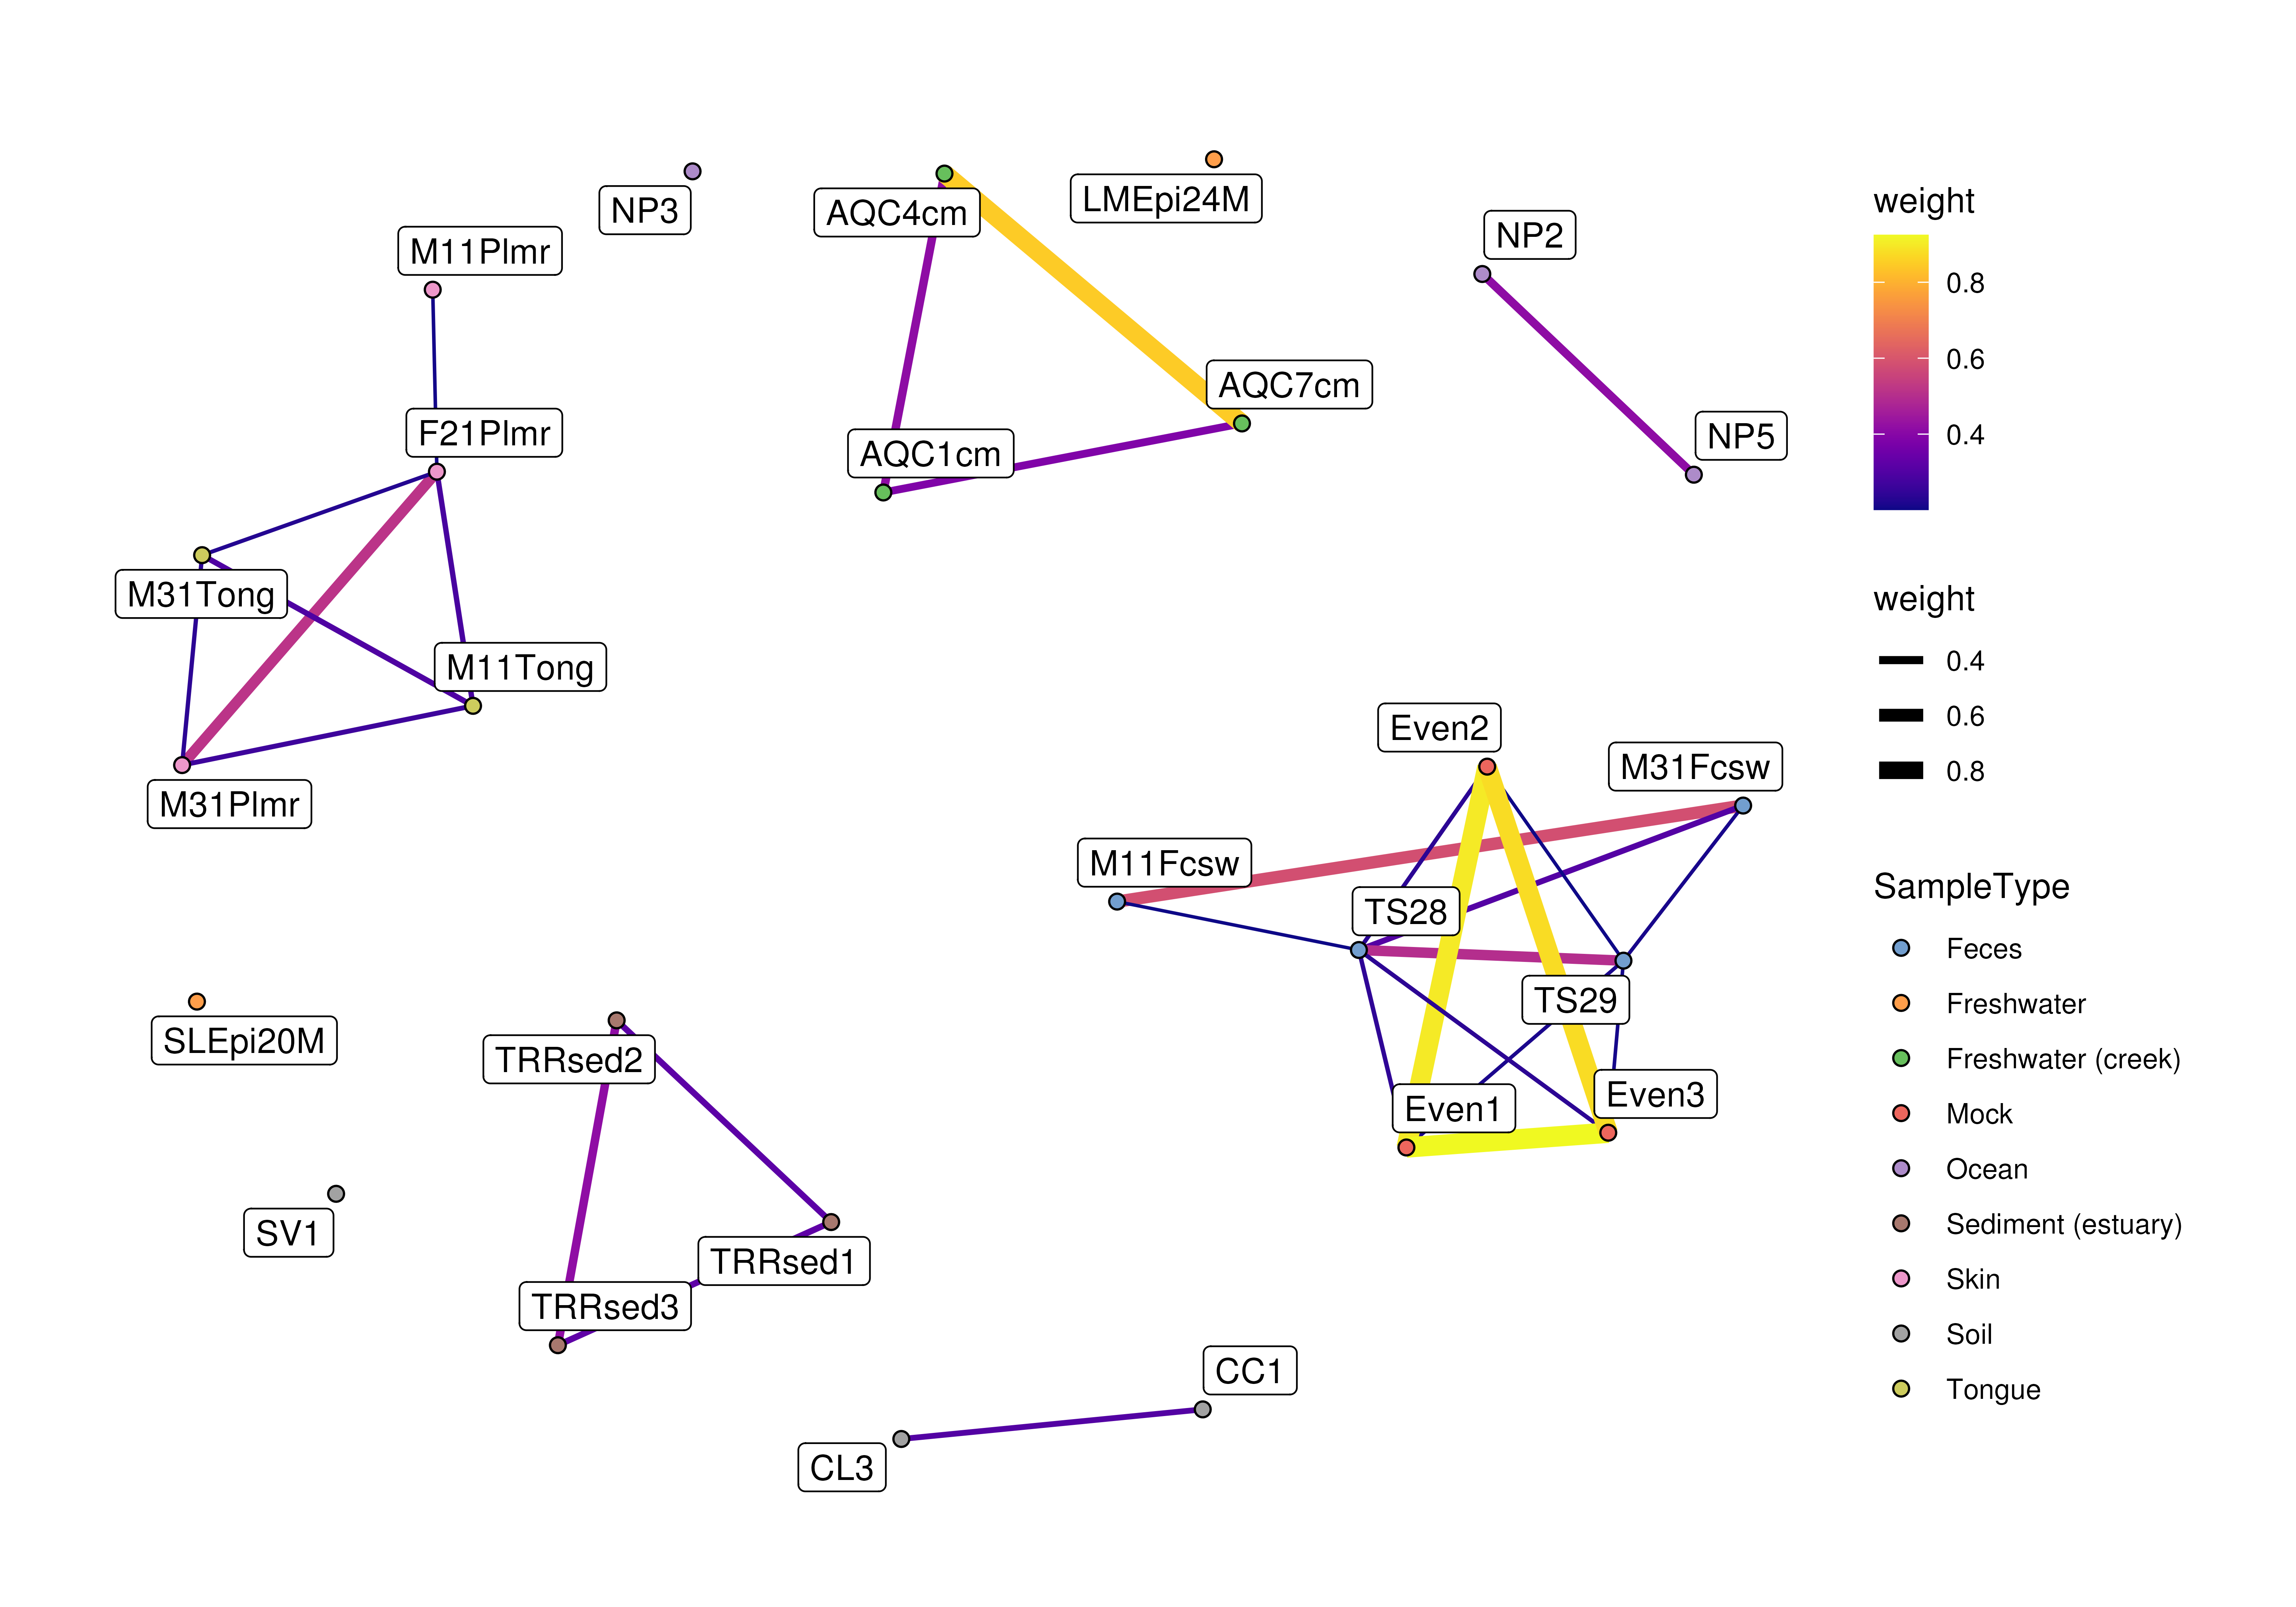 NP3
AQC4cm
LMEpi24M
M11Plmr
NP2
F21Plmr
AQC7cm
AQC1cm
NP5
M31Tong
M11Tong
M31Plmr
Even2
M31Fcsw
M11Fcsw
TS28
TS29
SLEpi20M
TRRsed2
Even1
Even3
SV1
TRRsed1
TRRsed3
CC1
CL3
weight
0.8
0.6
0.4
weight
0.4
0.6
0.8
SampleType
Feces
Freshwater
Freshwater (creek)
Mock
Ocean
Sediment (estuary)
Skin
Soil
Tongue